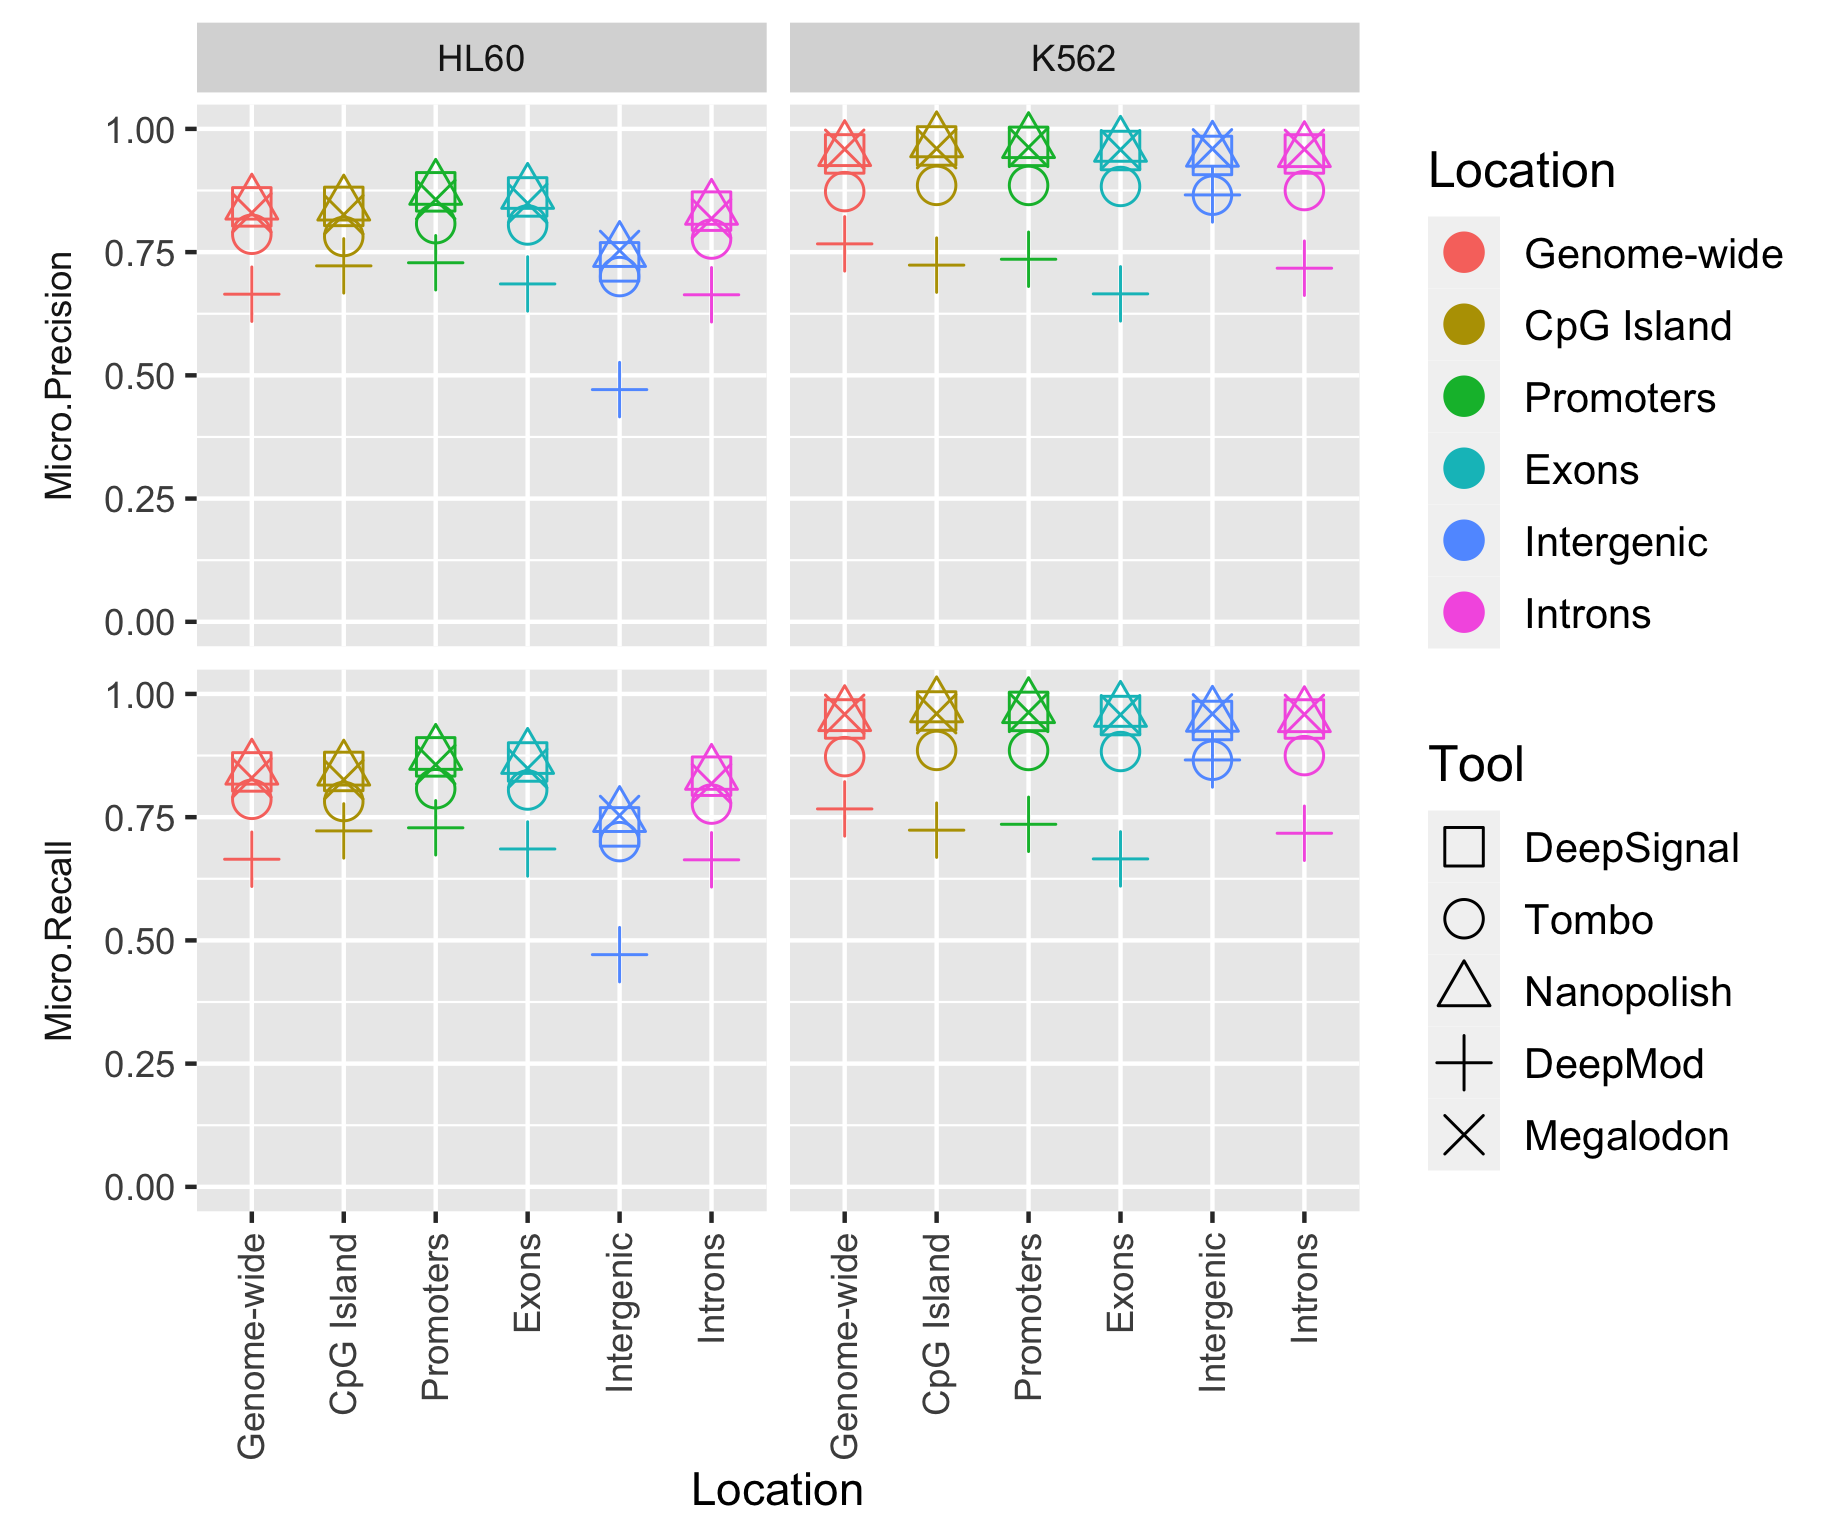 HL60
K562
Micro.Precision
1.00
0.75
0.50
0.25
0.00
Micro.Recall
1.00
0.75
0.50
0.25
0.00
Genome-wide
CpG Island
Promoters
Exons
Intergenic
Introns
Genome-wide
CpG Island
Promoters
Exons
Intergenic
Introns
Location
Location
Genome-wide
CpG Island
Promoters
Exons
Intergenic
Introns
Tool
DeepSignal
Tombo
Nanopolish
DeepMod
Megalodon